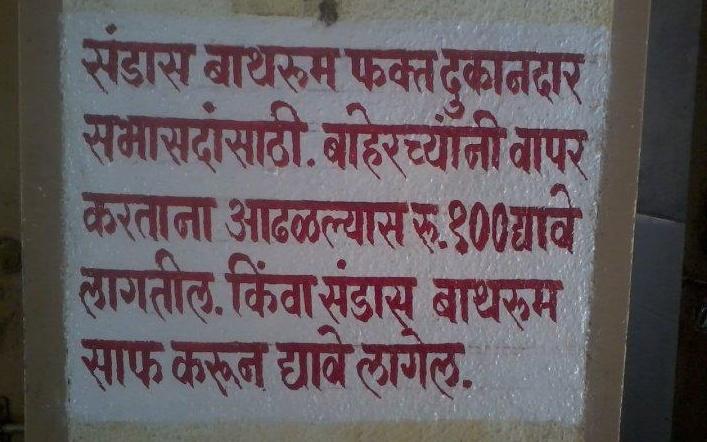 संडास बाथरूम फक्त दुकानदार
सभासदांसाठी. बाहेरच्यांनी वापर
करताना आढळल्यास रू.१००द्यावे
लागतील. किंवा संडास बाथरूम
साफ करून द्यावे लागेल.